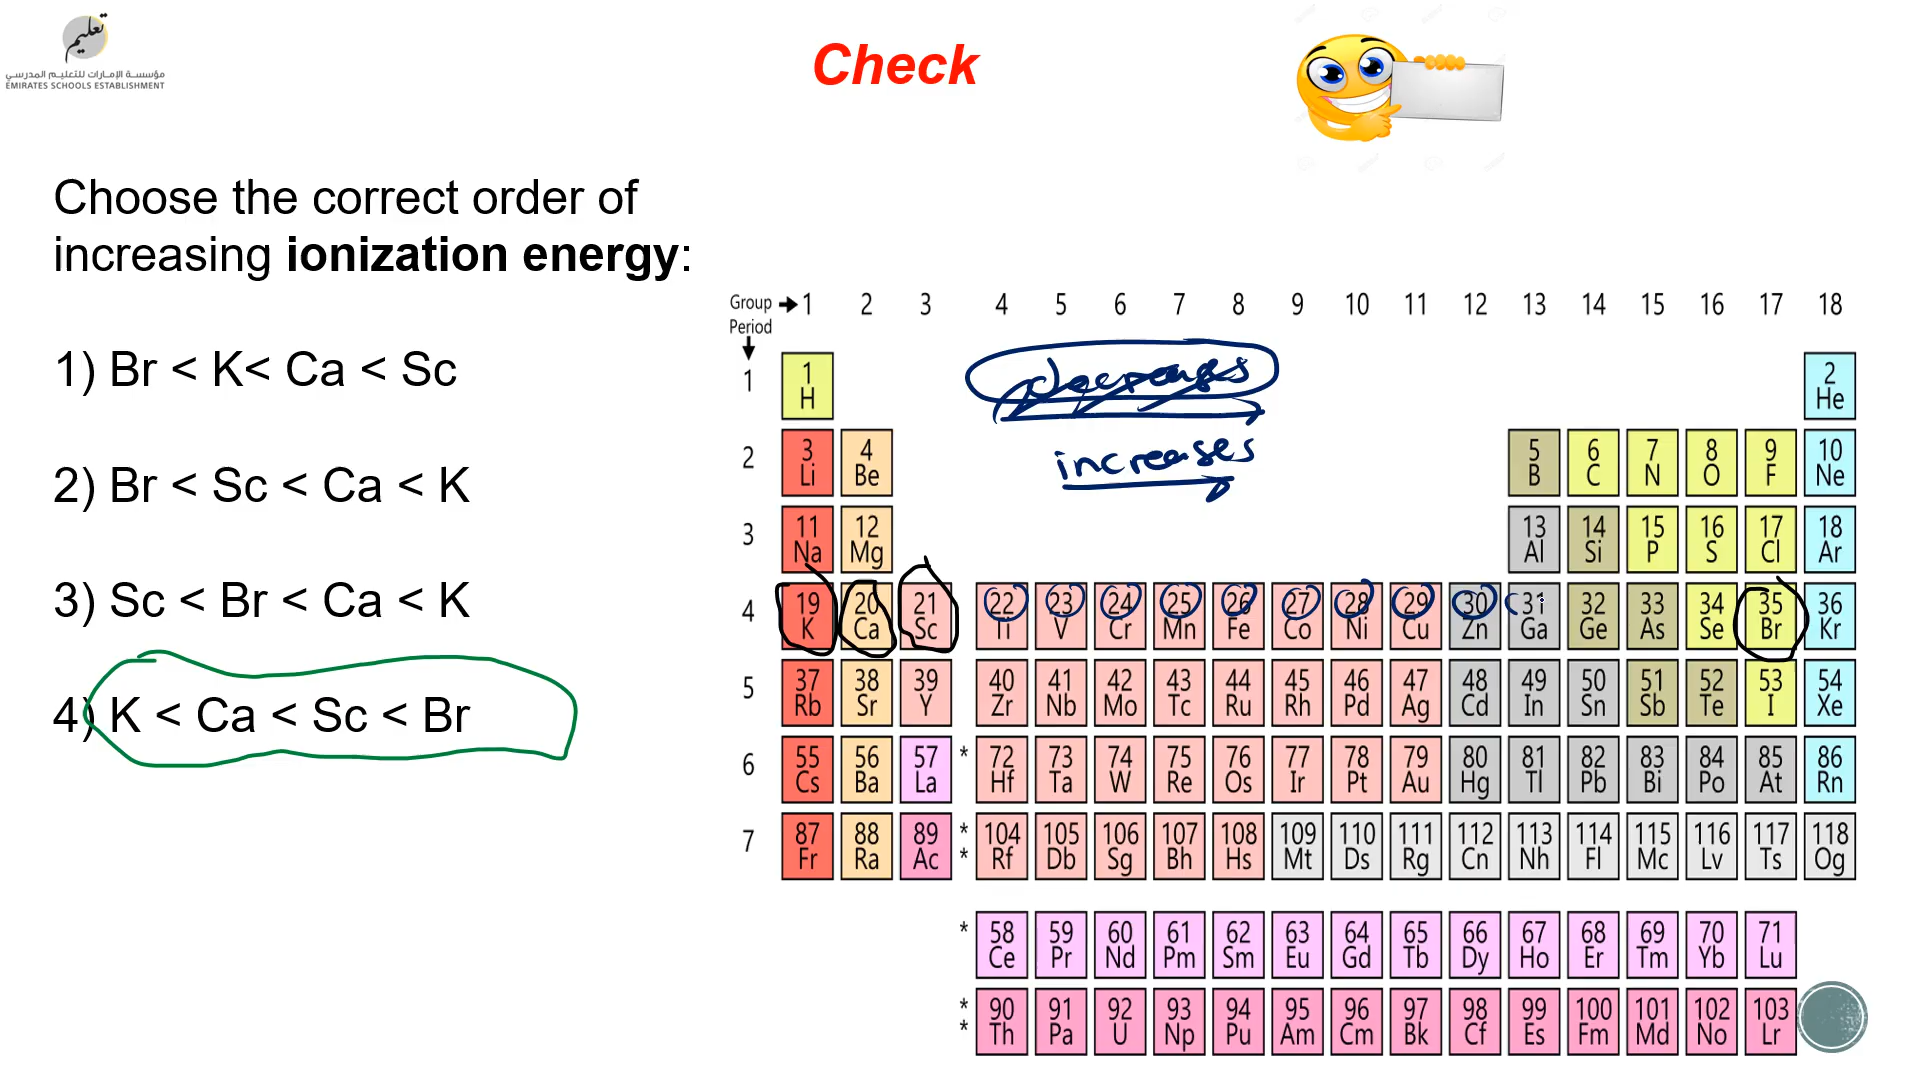 تعليم
مؤسسة الإمارات للتعليم المدرسي
EMIRATES SCHOOLS ESTABLISHMENT
Check
Choose the correct order of
increasing ionization energy:
1) Br < K< Ca < Sc
2) Br < Sc < Ca < K
3) Sc < Br < Ca < K
4) K < Ca < Sc < Br
Group → 1 2 3 4 5 6 7 8 9 10 11 12 13 14 15 16 17 18
Period
decreases
increases
1 1 2
H He
2 3 4 5 6 7 8 9 10
Li Be B C N O F Ne
3 11 12 13 14 15 16 17 18
Na Mg Al Si P S Cl Ar
4 19 20 21 22 23 24 25 26 27 28 29 30 31 32 33 34 35 36
K Ca Sc Ti V Cr Mn Fe Co Ni Cu Zn Ga Ge As Se Br Kr
5 37 38 39 40 41 42 43 44 45 46 47 48 49 50 51 52 53 54
Rb Sr Y Zr Nb Mo Tc Ru Rh Pd Ag Cd In Sn Sb Te I Xe
6 55 56 57 * 72 73 74 75 76 77 78 79 80 81 82 83 84 85 86
Cs Ba La Hf Ta W Re Os Ir Pt Au Hg Tl Pb Bi Po At Rn
7 87 88 89 * 104 105 106 107 108 109 110 111 112 113 114 115 116 117 118
Fr Ra Ac * Rf Db Sg Bh Hs Mt Ds Rg Cn Nh Fl Mc Lv Ts Og
* 58 59 60 61 62 63 64 65 66 67 68 69 70 71
Ce Pr Nd Pm Sm Eu Gd Tb Dy Ho Er Tm Yb Lu
* 90 91 92 93 94 95 96 97 98 99 100 101 102 103
* Th Pa U Np Pu Am Cm Bk Cf Es Fm Md No Lr